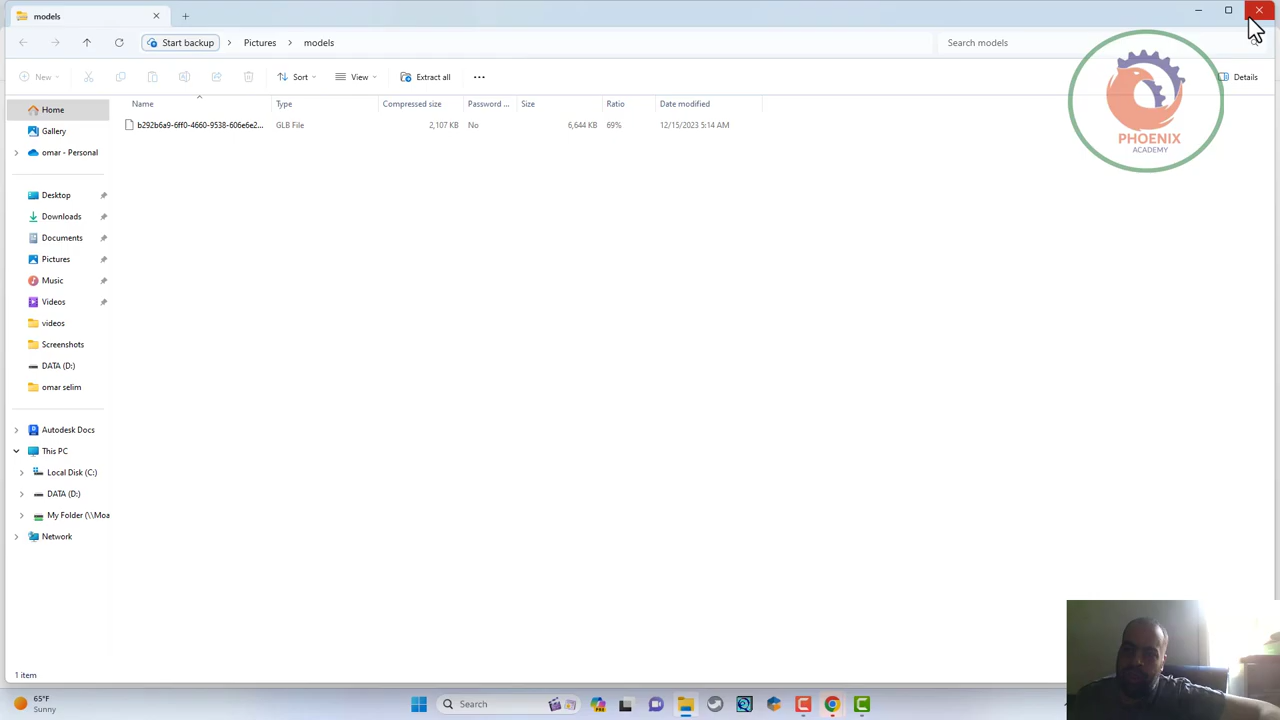 models
Start backup
Pictures
models
Search models
New
Sort
View
Extract all
Details
Name
Type
Compressed size
Password ...
Size
Ratio
Date modified
b292b6a9-6ff0-4660-9538-606e6e2...
GLB File
2,107 KB
No
6,644 KB
69%
12/15/2023 5:14 AM
PHOENIX
ACADEMY
Home
Gallery
omar - Personal
Desktop
Downloads
Documents
Pictures
Music
Videos
videos
Screenshots
DATA (D:)
omar selim
Autodesk Docs
This PC
Local Disk (C:)
DATA (D:)
My Folder (\\Moa
Network
1 item
65°F
Sunny
Search